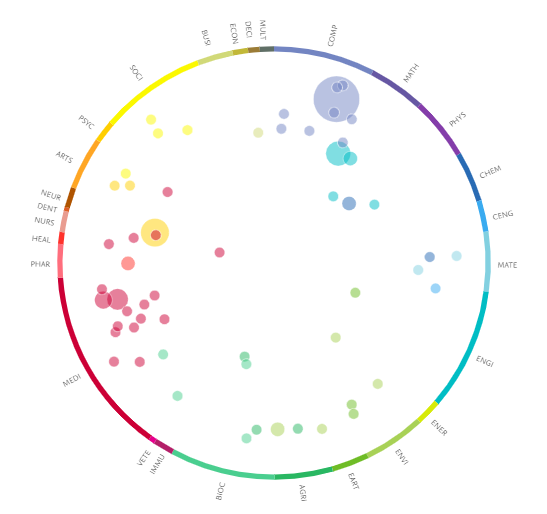 MULT
COMP
MATH
PHYS
CHEM
CENG
MATE
ENGI
ENER
ENVI
EART
AGRI
BIOC
IMMU
VETE
MEDI
PHAR
HEAL
NURS
DENT
NEUR
ARTS
PSYC
SOCI
BUSI
ECON
DECI